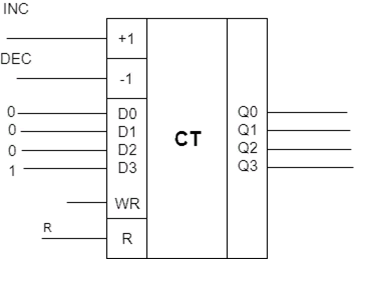 INC
+1
DEC
-1
0 D0 Q0
0 D1 Q1
0 D2 CT Q2
1 D3 Q3
WR
R R